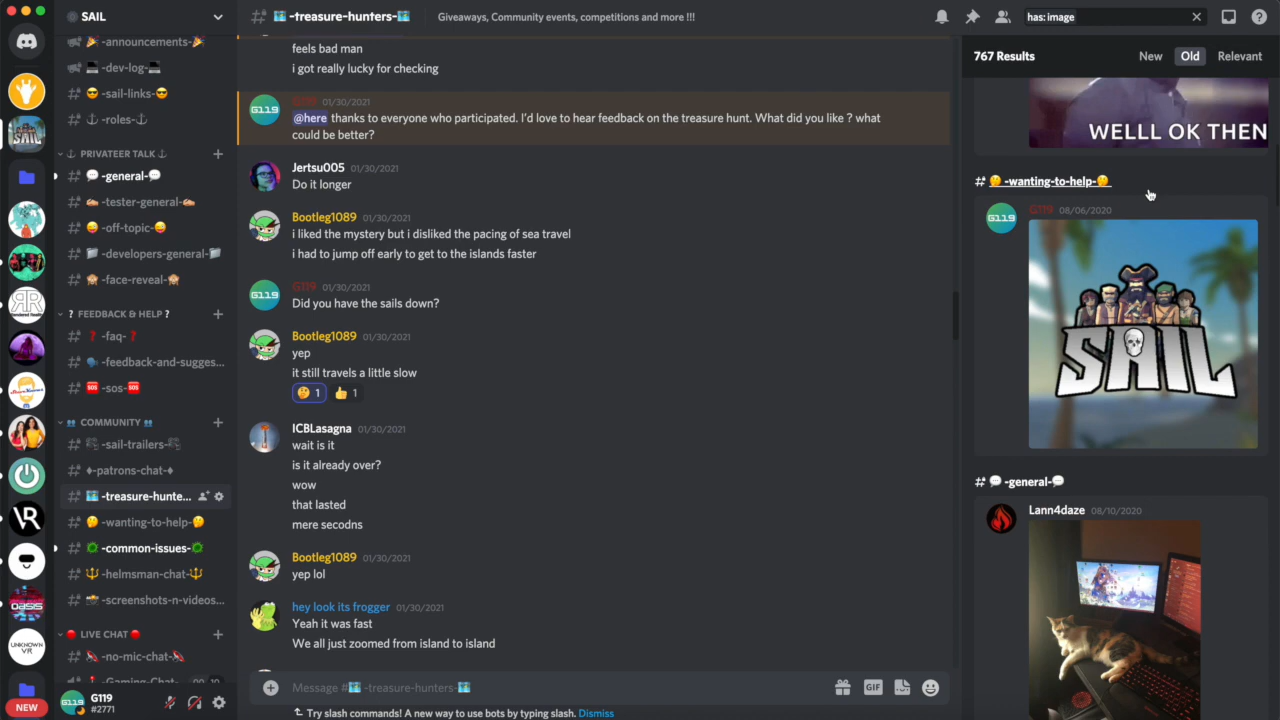 SAIL
-announcements-
-dev-log-
-sail-links-
-roles-
PRIVATEER TALK
-general-
-tester-general-
-off-topic-
-developers-general-
-face-reveal-
? FEEDBACK & HELP ?
-faq-
-feedback-and-sugges...
-sos-
COMMUNITY
-sail-trailers-
-patrons-chat-
-treasure-hunte...
-wanting-to-help-
-common-issues-
-helmsman-chat-
-screenshots-n-videos...
LIVE CHAT
-no-mic-chat-
-Gaming-Chat-
G119
#2771
NEW
-treasure-hunters-
Giveaways, Community events, competitions and more !!!
feels bad man
i got really lucky for checking
G119 01/30/2021
@here thanks to everyone who participated. I'd love to hear feedback on the treasure hunt. What did you like ? what
could be better?
Jertsu005 01/30/2021
Do it longer
Bootleg1089 01/30/2021
i liked the mystery but i disliked the pacing of sea travel
i had to jump off early to get to the islands faster
G119 01/30/2021
Did you have the sails down?
Bootleg1089 01/30/2021
yep
it still travels a little slow
1 1
ICBLasagna 01/30/2021
wait is it
is it already over?
wow
that lasted
mere secodns
Bootleg1089 01/30/2021
yep lol
hey look its frogger 01/30/2021
Yeah it was fast
We all just zoomed from island to island
Message #-treasure-hunters-
GIF
Try slash commands! A new way to use bots by typing slash. Dismiss
has: image
767 Results
New Old Relevant
WELLL OK THEN
# -wanting-to-help-
G119 08/06/2020
SAIL
# -general-
Lann4daze 08/10/2020